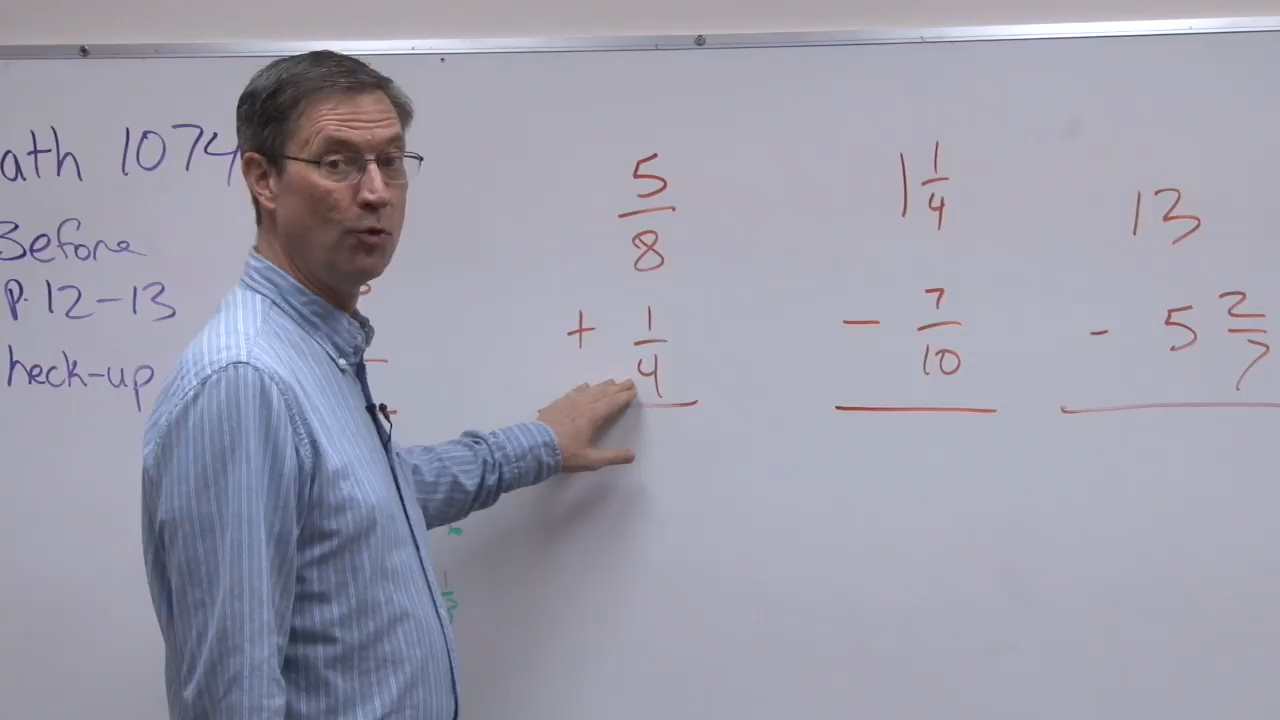 ath 1074
Before
p. 12-13
heck-up
5/8
+ 1/4
1 1/4
- 7/10
13
- 5 2/7